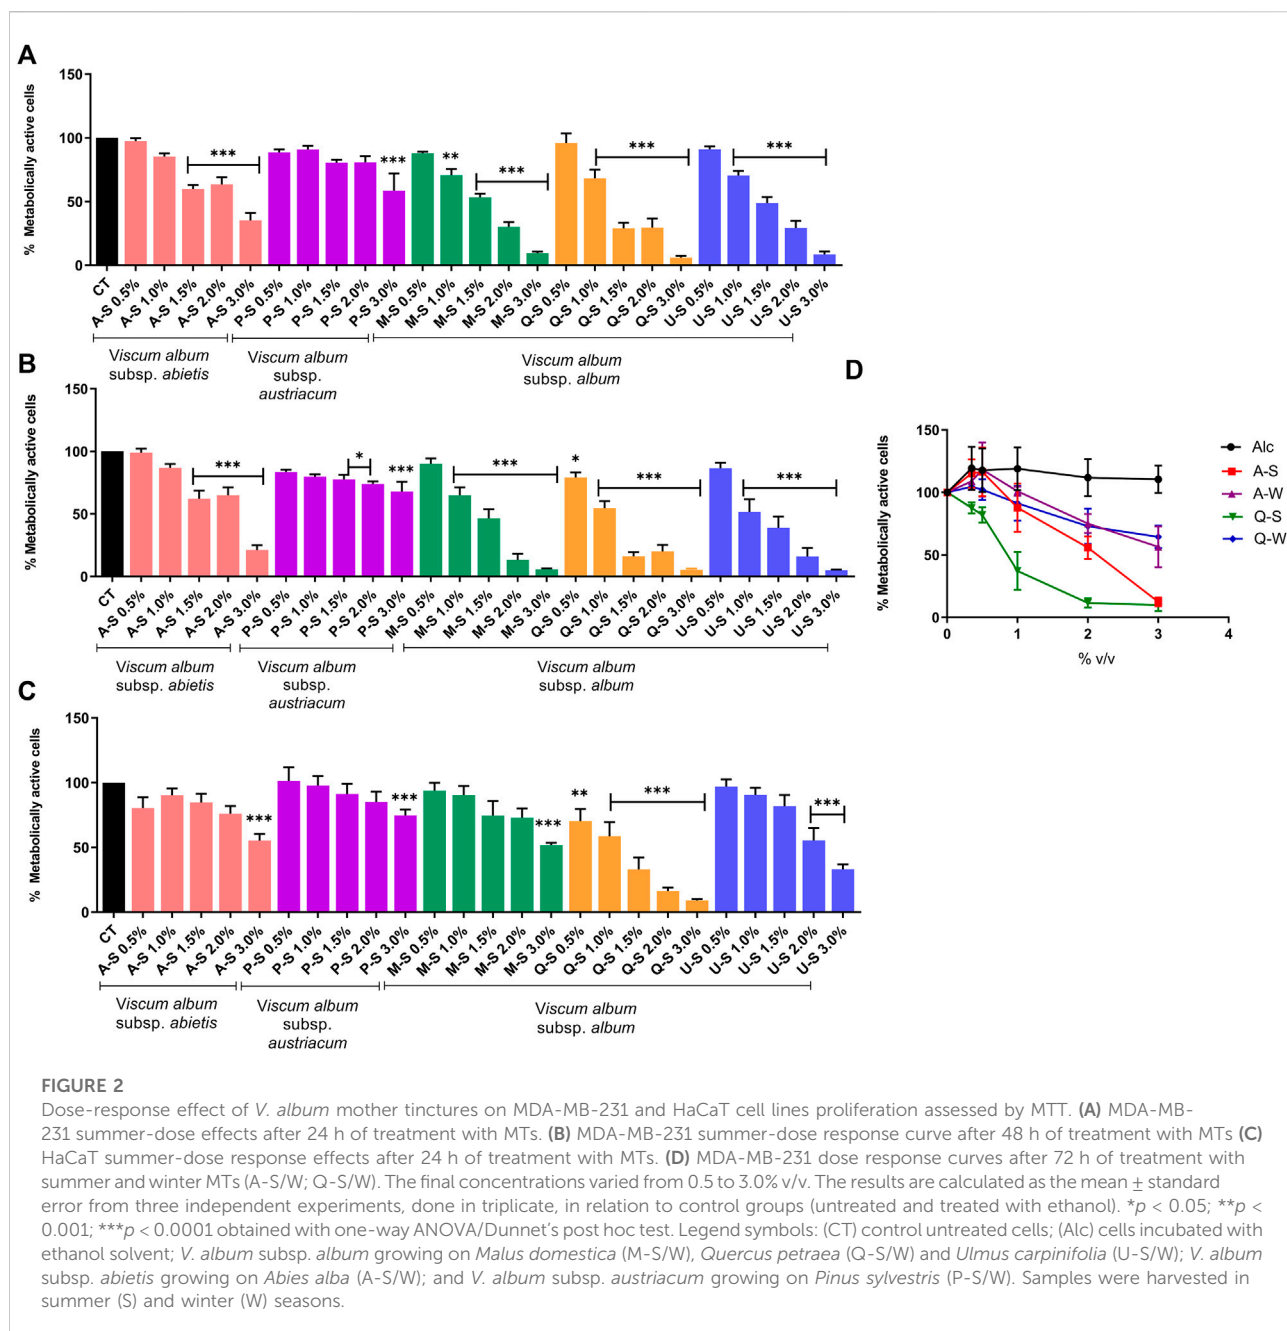 A
% Metabolically active cells
150
100
50
0
*** *** ** *** *** ***
CT A-S 0.5% A-S 1.0% A-S 1.5% A-S 2.0% A-S 3.0% P-S 0.5% P-S 1.0% P-S 1.5% P-S 2.0% P-S 3.0% M-S 0.5% M-S 1.0% M-S 1.5% M-S 2.0% M-S 3.0% Q-S 0.5% Q-S 1.0% Q-S 1.5% Q-S 2.0% Q-S 3.0% U-S 0.5% U-S 1.0% U-S 1.5% U-S 2.0% U-S 3.0%
Viscum album
subsp. abietis
Viscum album
subsp.
austriacum
Viscum album
subsp. album
B
% Metabolically active cells
150
100
50
0
*** * *** *** * *** ***
CT A-S 0.5% A-S 1.0% A-S 1.5% A-S 2.0% A-S 3.0% P-S 0.5% P-S 1.0% P-S 1.5% P-S 2.0% P-S 3.0% M-S 0.5% M-S 1.0% M-S 1.5% M-S 2.0% M-S 3.0% Q-S 0.5% Q-S 1.0% Q-S 1.5% Q-S 2.0% Q-S 3.0% U-S 0.5% U-S 1.0% U-S 1.5% U-S 2.0% U-S 3.0%
Viscum album
subsp. abietis
Viscum album
subsp.
austriacum
Viscum album
subsp. album
C
% Metabolically active cells
150
100
50
0
*** *** *** ** *** ***
CT A-S 0.5% A-S 1.0% A-S 1.5% A-S 2.0% A-S 3.0% P-S 0.5% P-S 1.0% P-S 1.5% P-S 2.0% P-S 3.0% M-S 0.5% M-S 1.0% M-S 1.5% M-S 2.0% M-S 3.0% Q-S 0.5% Q-S 1.0% Q-S 1.5% Q-S 2.0% Q-S 3.0% U-S 0.5% U-S 1.0% U-S 1.5% U-S 2.0% U-S 3.0%
Viscum album
subsp. abietis
Viscum album
subsp.
austriacum
Viscum album
subsp. album
D
% Metabolically active cells
150
100
50
0
0 1 2 3 4
% v/v
Alc
A-S
A-W
Q-S
Q-W
FIGURE 2
Dose-response effect of V. album mother tinctures on MDA-MB-231 and HaCaT cell lines proliferation assessed by MTT. (A) MDA-MB-
231 summer-dose effects after 24 h of treatment with MTs. (B) MDA-MB-231 summer-dose response curve after 48 h of treatment with MTs (C)
HaCaT summer-dose response effects after 24 h of treatment with MTs. (D) MDA-MB-231 dose response curves after 72 h of treatment with
summer and winter MTs (A-S/W; Q-S/W). The final concentrations varied from 0.5 to 3.0% v/v. The results are calculated as the mean ± standard
error from three independent experiments, done in triplicate, in relation to control groups (untreated and treated with ethanol). *p < 0.05; **p <
0.001; ***p < 0.0001 obtained with one-way ANOVA/Dunnet's post hoc test. Legend symbols: (CT) control untreated cells; (Alc) cells incubated with
ethanol solvent; V. album subsp. album growing on Malus domestica (M-S/W), Quercus petraea (Q-S/W) and Ulmus carpinifolia (U-S/W); V. album
subsp. abietis growing on Abies alba (A-S/W); and V. album subsp. austriacum growing on Pinus sylvestris (P-S/W). Samples were harvested in
summer (S) and winter (W) seasons.